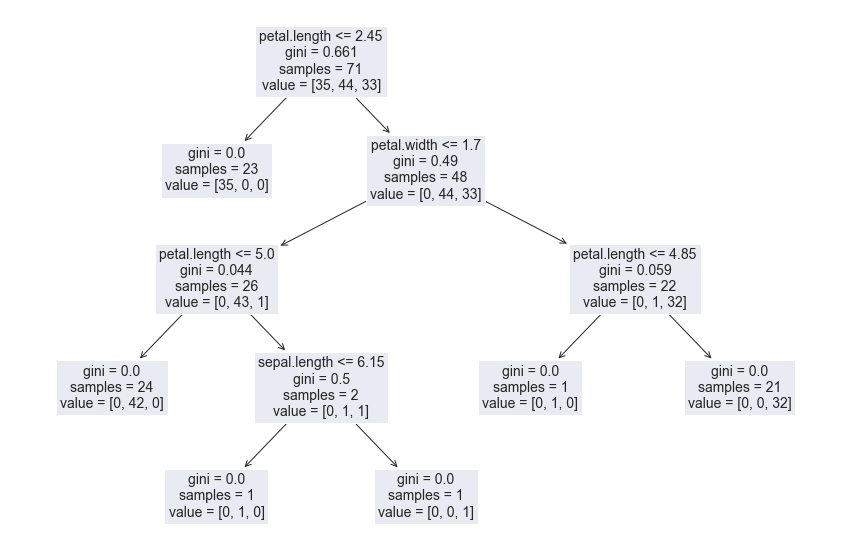 petal.length <= 2.45
gini = 0.661
samples = 71
value = [35, 44, 33]
gini = 0.0
samples = 23
value = [35, 0, 0]
petal.width <= 1.7
gini = 0.49
samples = 48
value = [0, 44, 33]
petal.length <= 5.0
gini = 0.044
samples = 26
value = [0, 43, 1]
petal.length <= 4.85
gini = 0.059
samples = 22
value = [0, 1, 32]
gini = 0.0
samples = 24
value = [0, 42, 0]
sepal.length <= 6.15
gini = 0.5
samples = 2
value = [0, 1, 1]
gini = 0.0
samples = 1
value = [0, 1, 0]
gini = 0.0
samples = 21
value = [0, 0, 32]
gini = 0.0
samples = 1
value = [0, 1, 0]
gini = 0.0
samples = 1
value = [0, 0, 1]